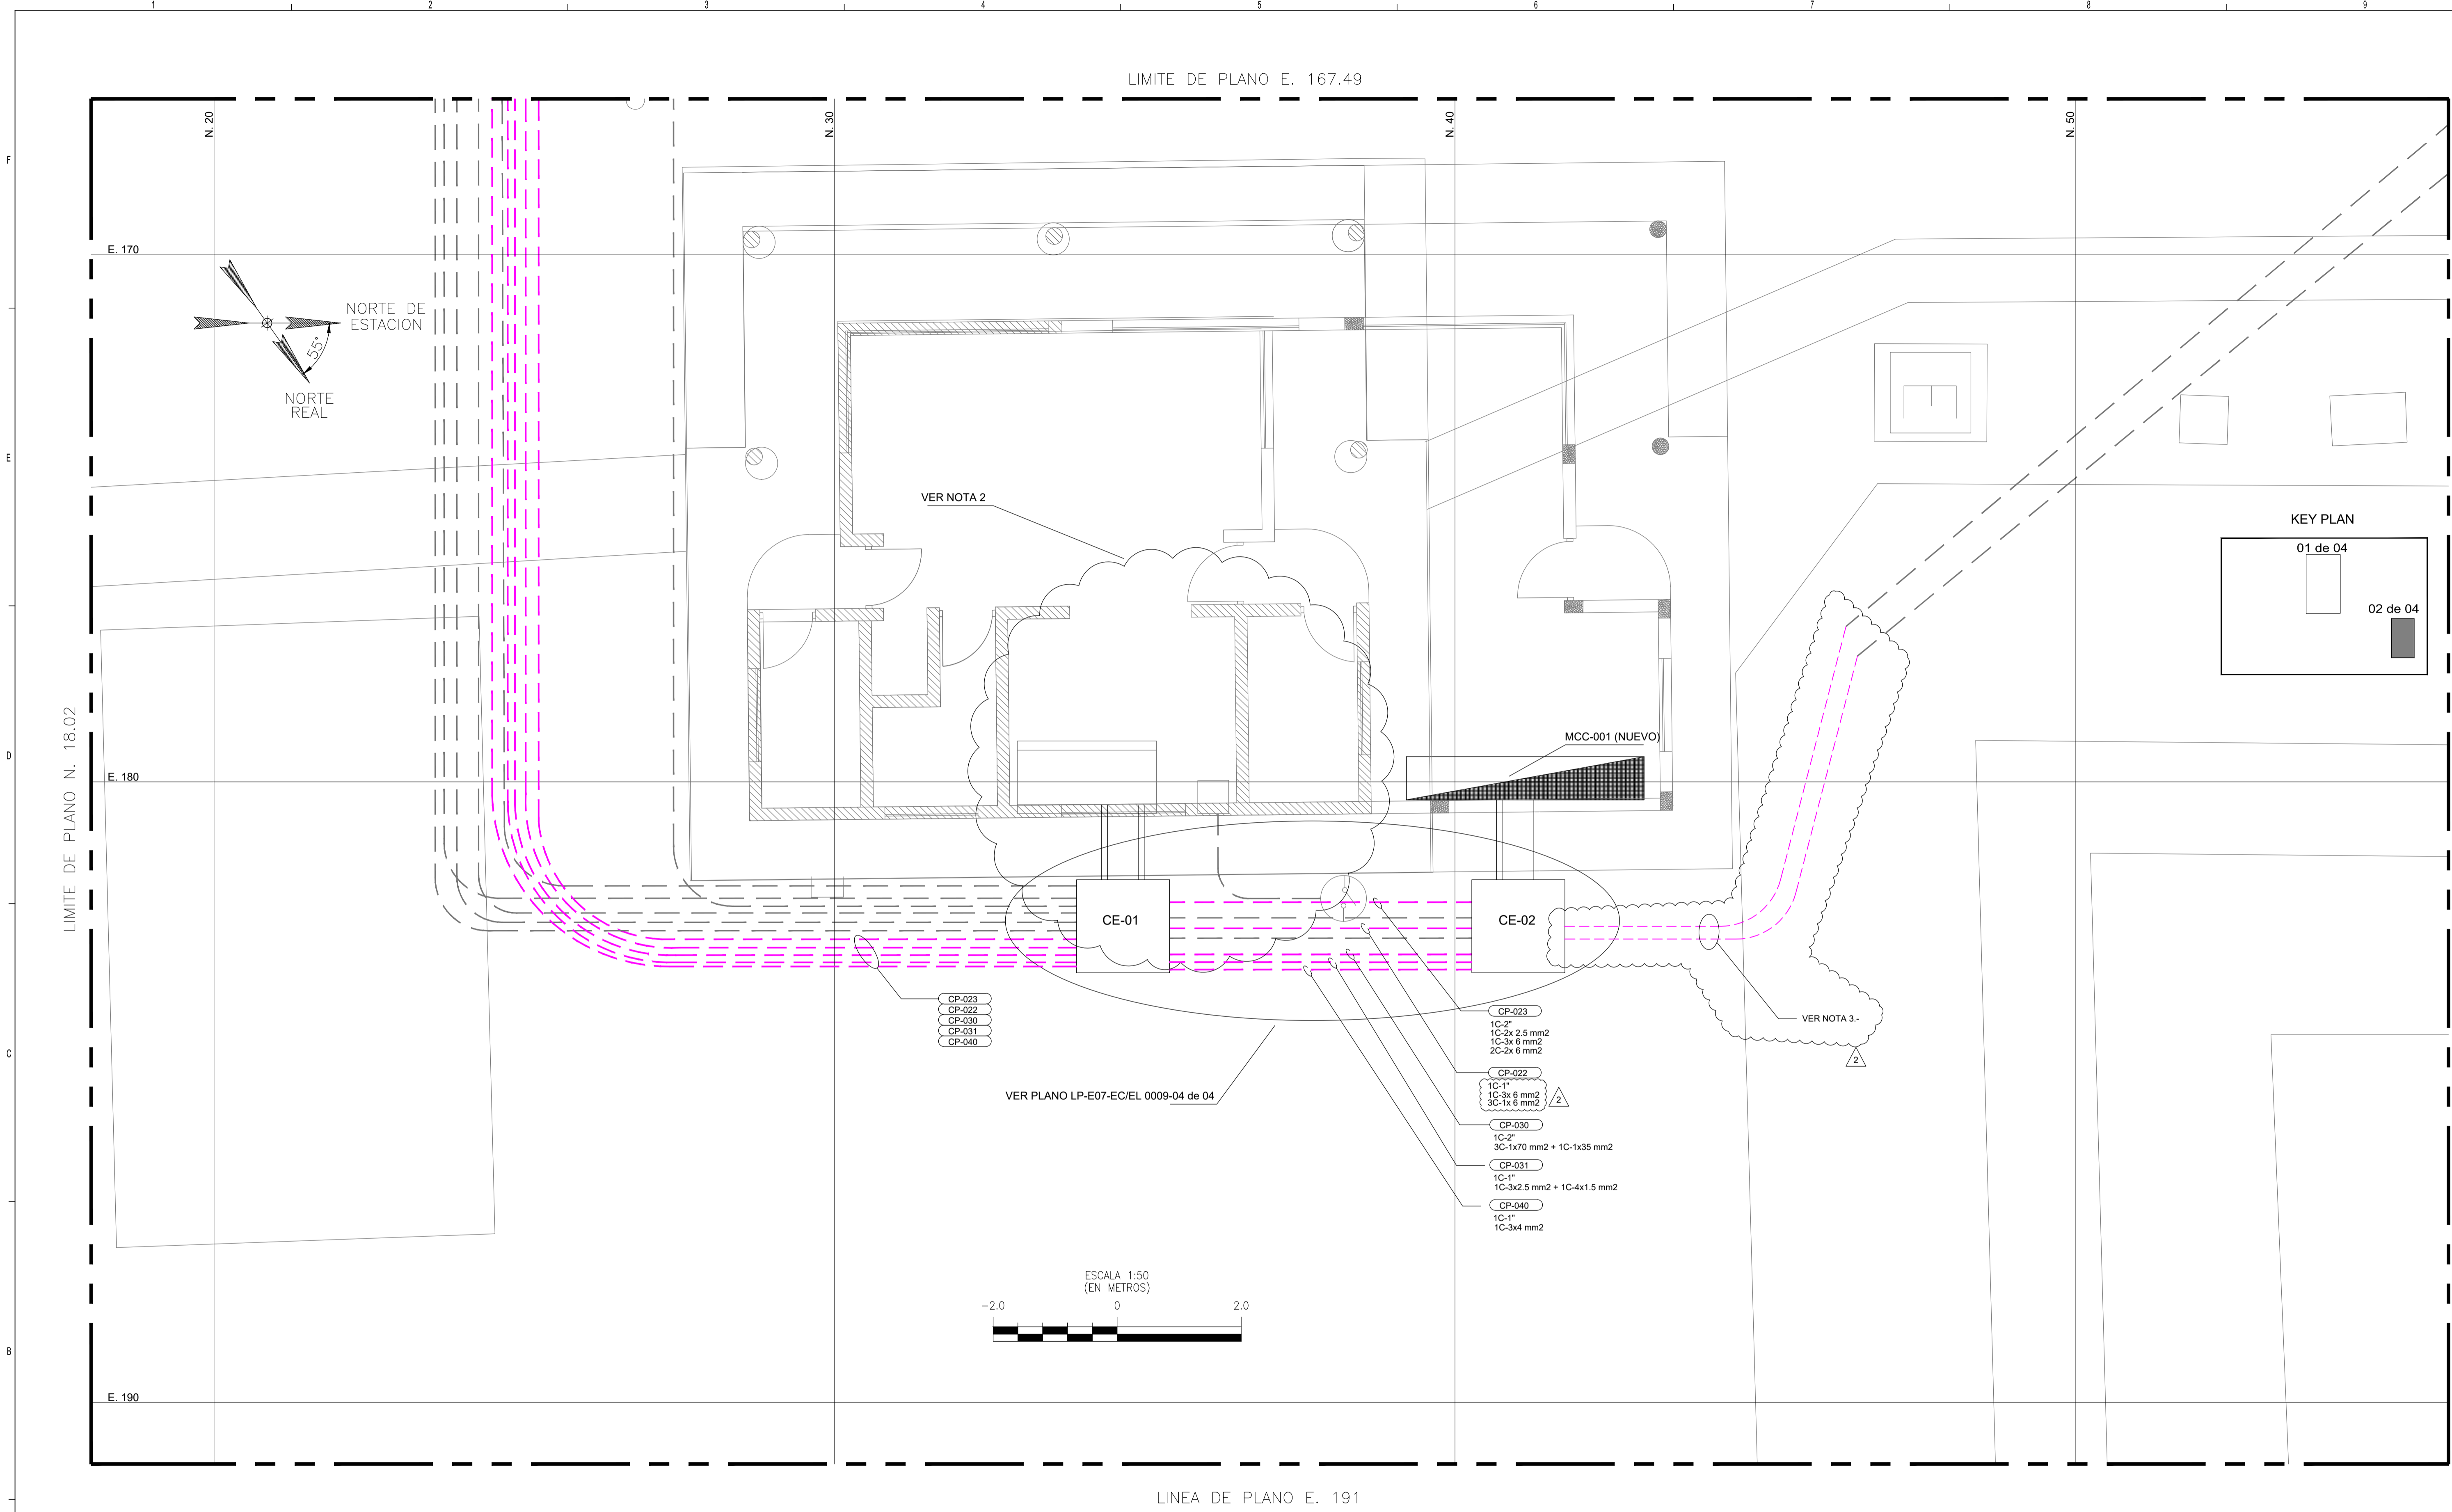 1 2 3 4 5 6 7 8 9
LIMITE DE PLANO E. 167.49
N. 20
N. 30
N. 40
N. 50
F
E. 170
NORTE DE
ESTACION
55°
NORTE
REAL
E
VER NOTA 2
KEY PLAN
01 de 04
02 de 04
LIMITE DE PLANO N. 18.02
MCC-001 (NUEVO)
D
E. 180
CE-01
CE-02
CP-023
CP-022
CP-030
CP-031
CP-040
CP-023
1C-2"
1C-2x 2.5 mm2
1C-3x 6 mm2
2C-2x 6 mm2
VER NOTA 3.-
2
C
CP-022
1C-1"
1C-3x 6 mm2
3C-1x 6 mm2
2
VER PLANO LP-E07-EC/EL 0009-04 de 04
CP-030
1C-2"
3C-1x70 mm2 + 1C-1x35 mm2
CP-031
1C-1"
1C-3x2.5 mm2 + 1C-4x1.5 mm2
CP-040
1C-1"
1C-3x4 mm2
ESCALA 1:50
(EN METROS)
-2.0 0 2.0
B
E. 190
LINEA DE PLANO E. 191